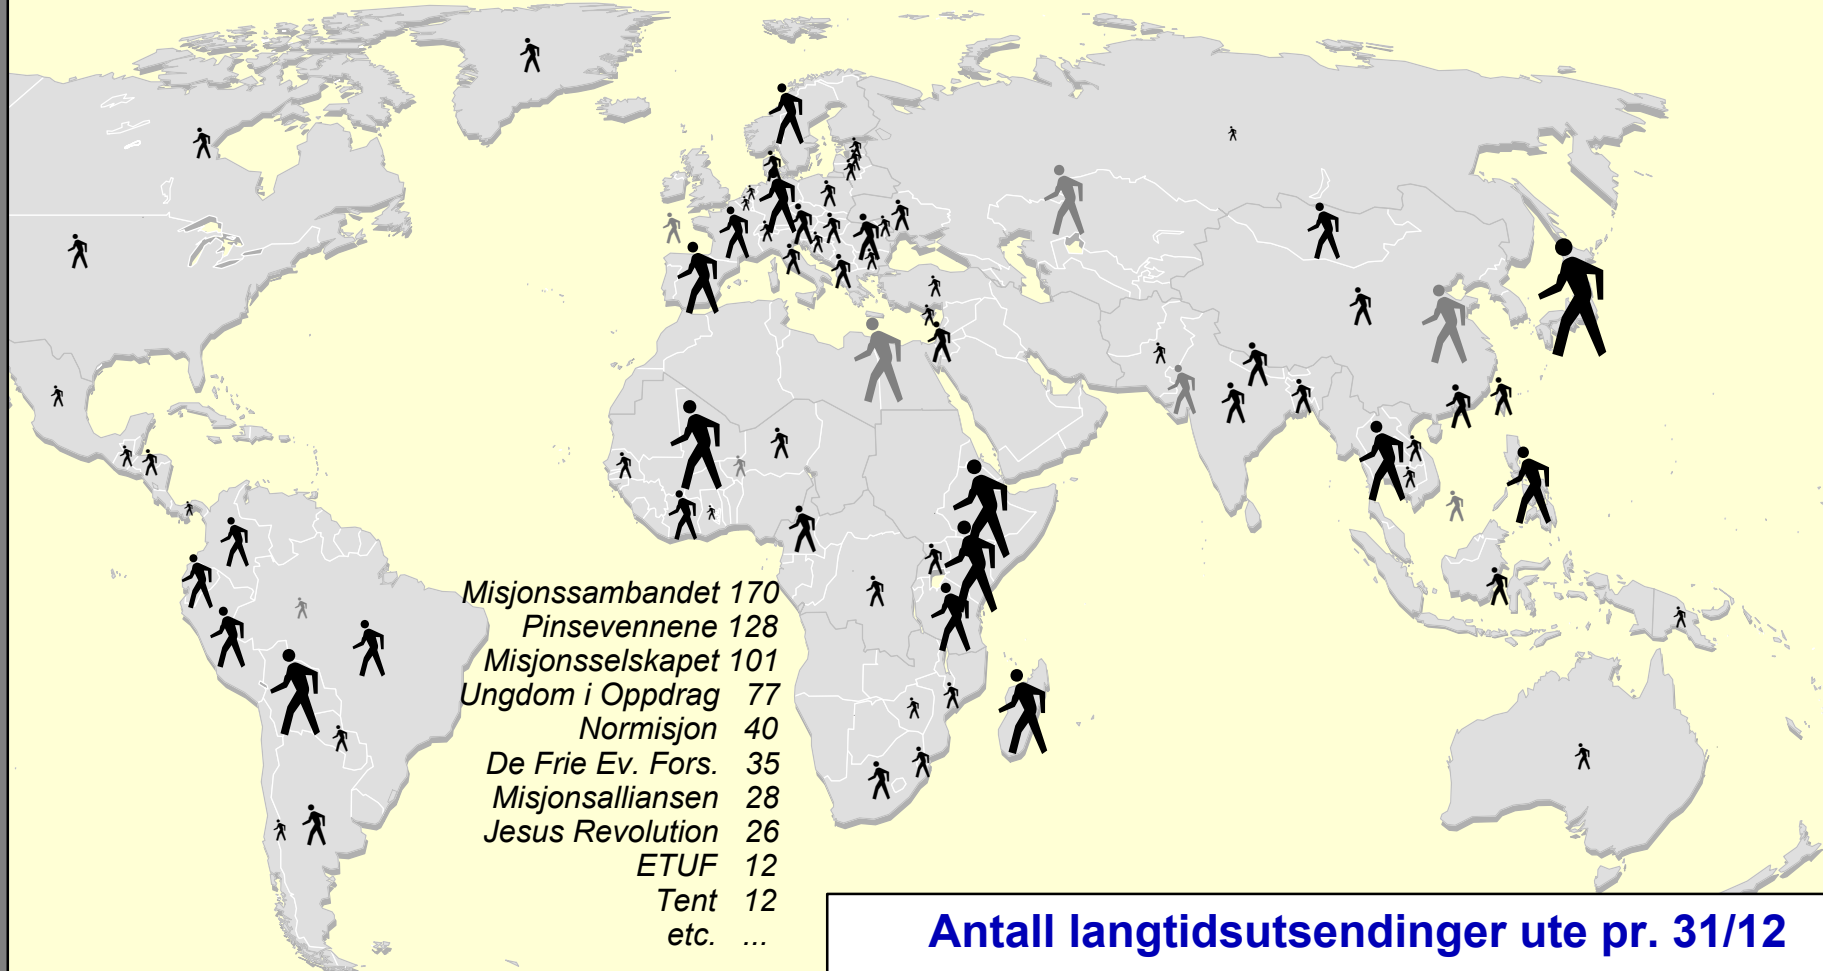 Misjonssambandet 170
Pinsevennene 128
Misjonsselskapet 101
Ungdom i Oppdrag 77
Normisjon 40
De Frie Ev. Fors. 35
Misjonsalliansen 28
Jesus Revolution 26
ETUF 12
Tent 12
etc. ...
Antall langtidsutsendinger ute pr. 31/12